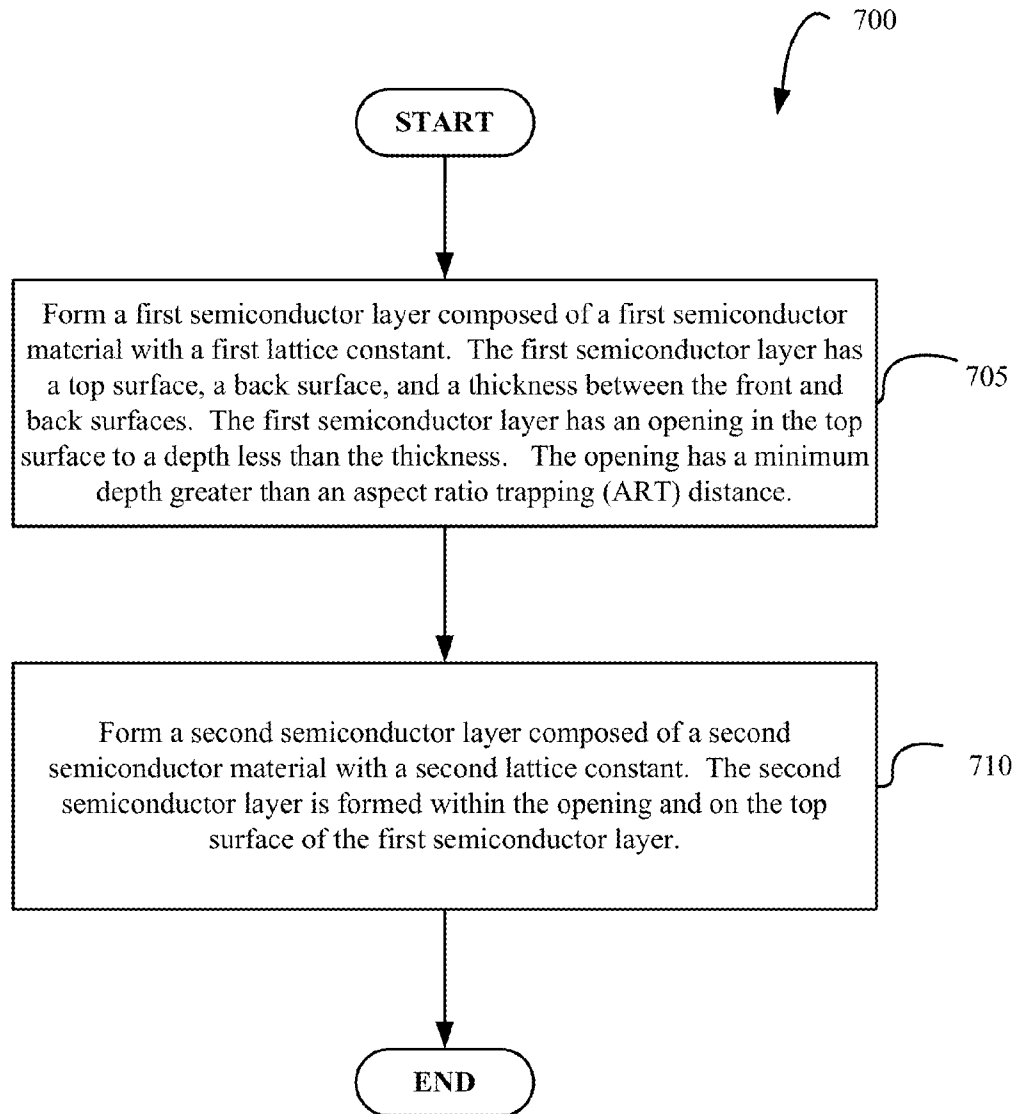 700
START
Form a first semiconductor layer composed of a first semiconductor
material with a first lattice constant. The first semiconductor layer has
a top surface, a back surface, and a thickness between the front and
back surfaces. The first semiconductor layer has an opening in the top
surface to a depth less than the thickness. The opening has a minimum
depth greater than an aspect ratio trapping (ART) distance.
705
Form a second semiconductor layer composed of a second
semiconductor material with a second lattice constant. The second
semiconductor layer is formed within the opening and on the top
surface of the first semiconductor layer.
710
END